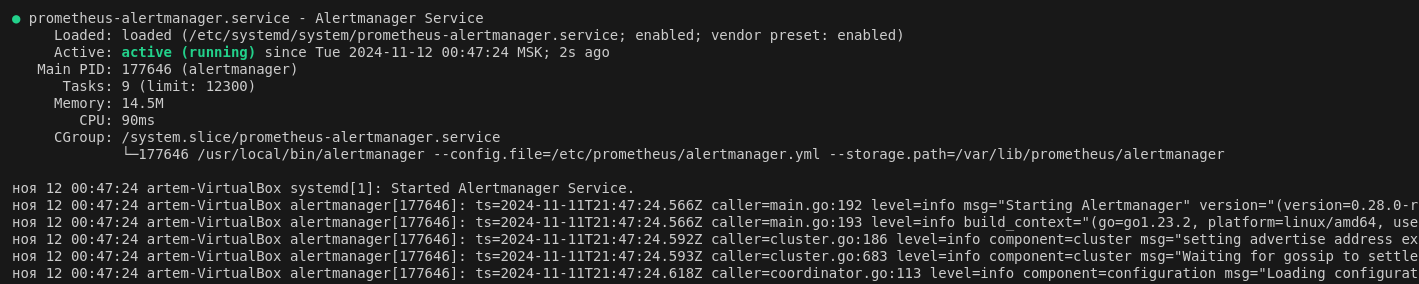 ● prometheus-alertmanager.service - Alertmanager Service
Loaded: loaded (/etc/systemd/system/prometheus-alertmanager.service; enabled; vendor preset: enabled)
Active: active (running) since Tue 2024-11-12 00:47:24 MSK; 2s ago
Main PID: 177646 (alertmanager)
Tasks: 9 (limit: 12300)
Memory: 14.5M
CPU: 90ms
CGroup: /system.slice/prometheus-alertmanager.service
└─177646 /usr/local/bin/alertmanager --config.file=/etc/prometheus/alertmanager.yml --storage.path=/var/lib/prometheus/alertmanager
ноя 12 00:47:24 artem-VirtualBox systemd[1]: Started Alertmanager Service.
ноя 12 00:47:24 artem-VirtualBox alertmanager[177646]: ts=2024-11-11T21:47:24.566Z caller=main.go:192 level=info msg="Starting Alertmanager" version="(version=0.28.0-r
ноя 12 00:47:24 artem-VirtualBox alertmanager[177646]: ts=2024-11-11T21:47:24.566Z caller=main.go:193 level=info build_context="(go=go1.23.2, platform=linux/amd64, use
ноя 12 00:47:24 artem-VirtualBox alertmanager[177646]: ts=2024-11-11T21:47:24.592Z caller=cluster.go:186 level=info component=cluster msg="setting advertise address ex
ноя 12 00:47:24 artem-VirtualBox alertmanager[177646]: ts=2024-11-11T21:47:24.593Z caller=cluster.go:683 level=info component=cluster msg="Waiting for gossip to settle
ноя 12 00:47:24 artem-VirtualBox alertmanager[177646]: ts=2024-11-11T21:47:24.618Z caller=coordinator.go:113 level=info component=configuration msg="Loading configurat